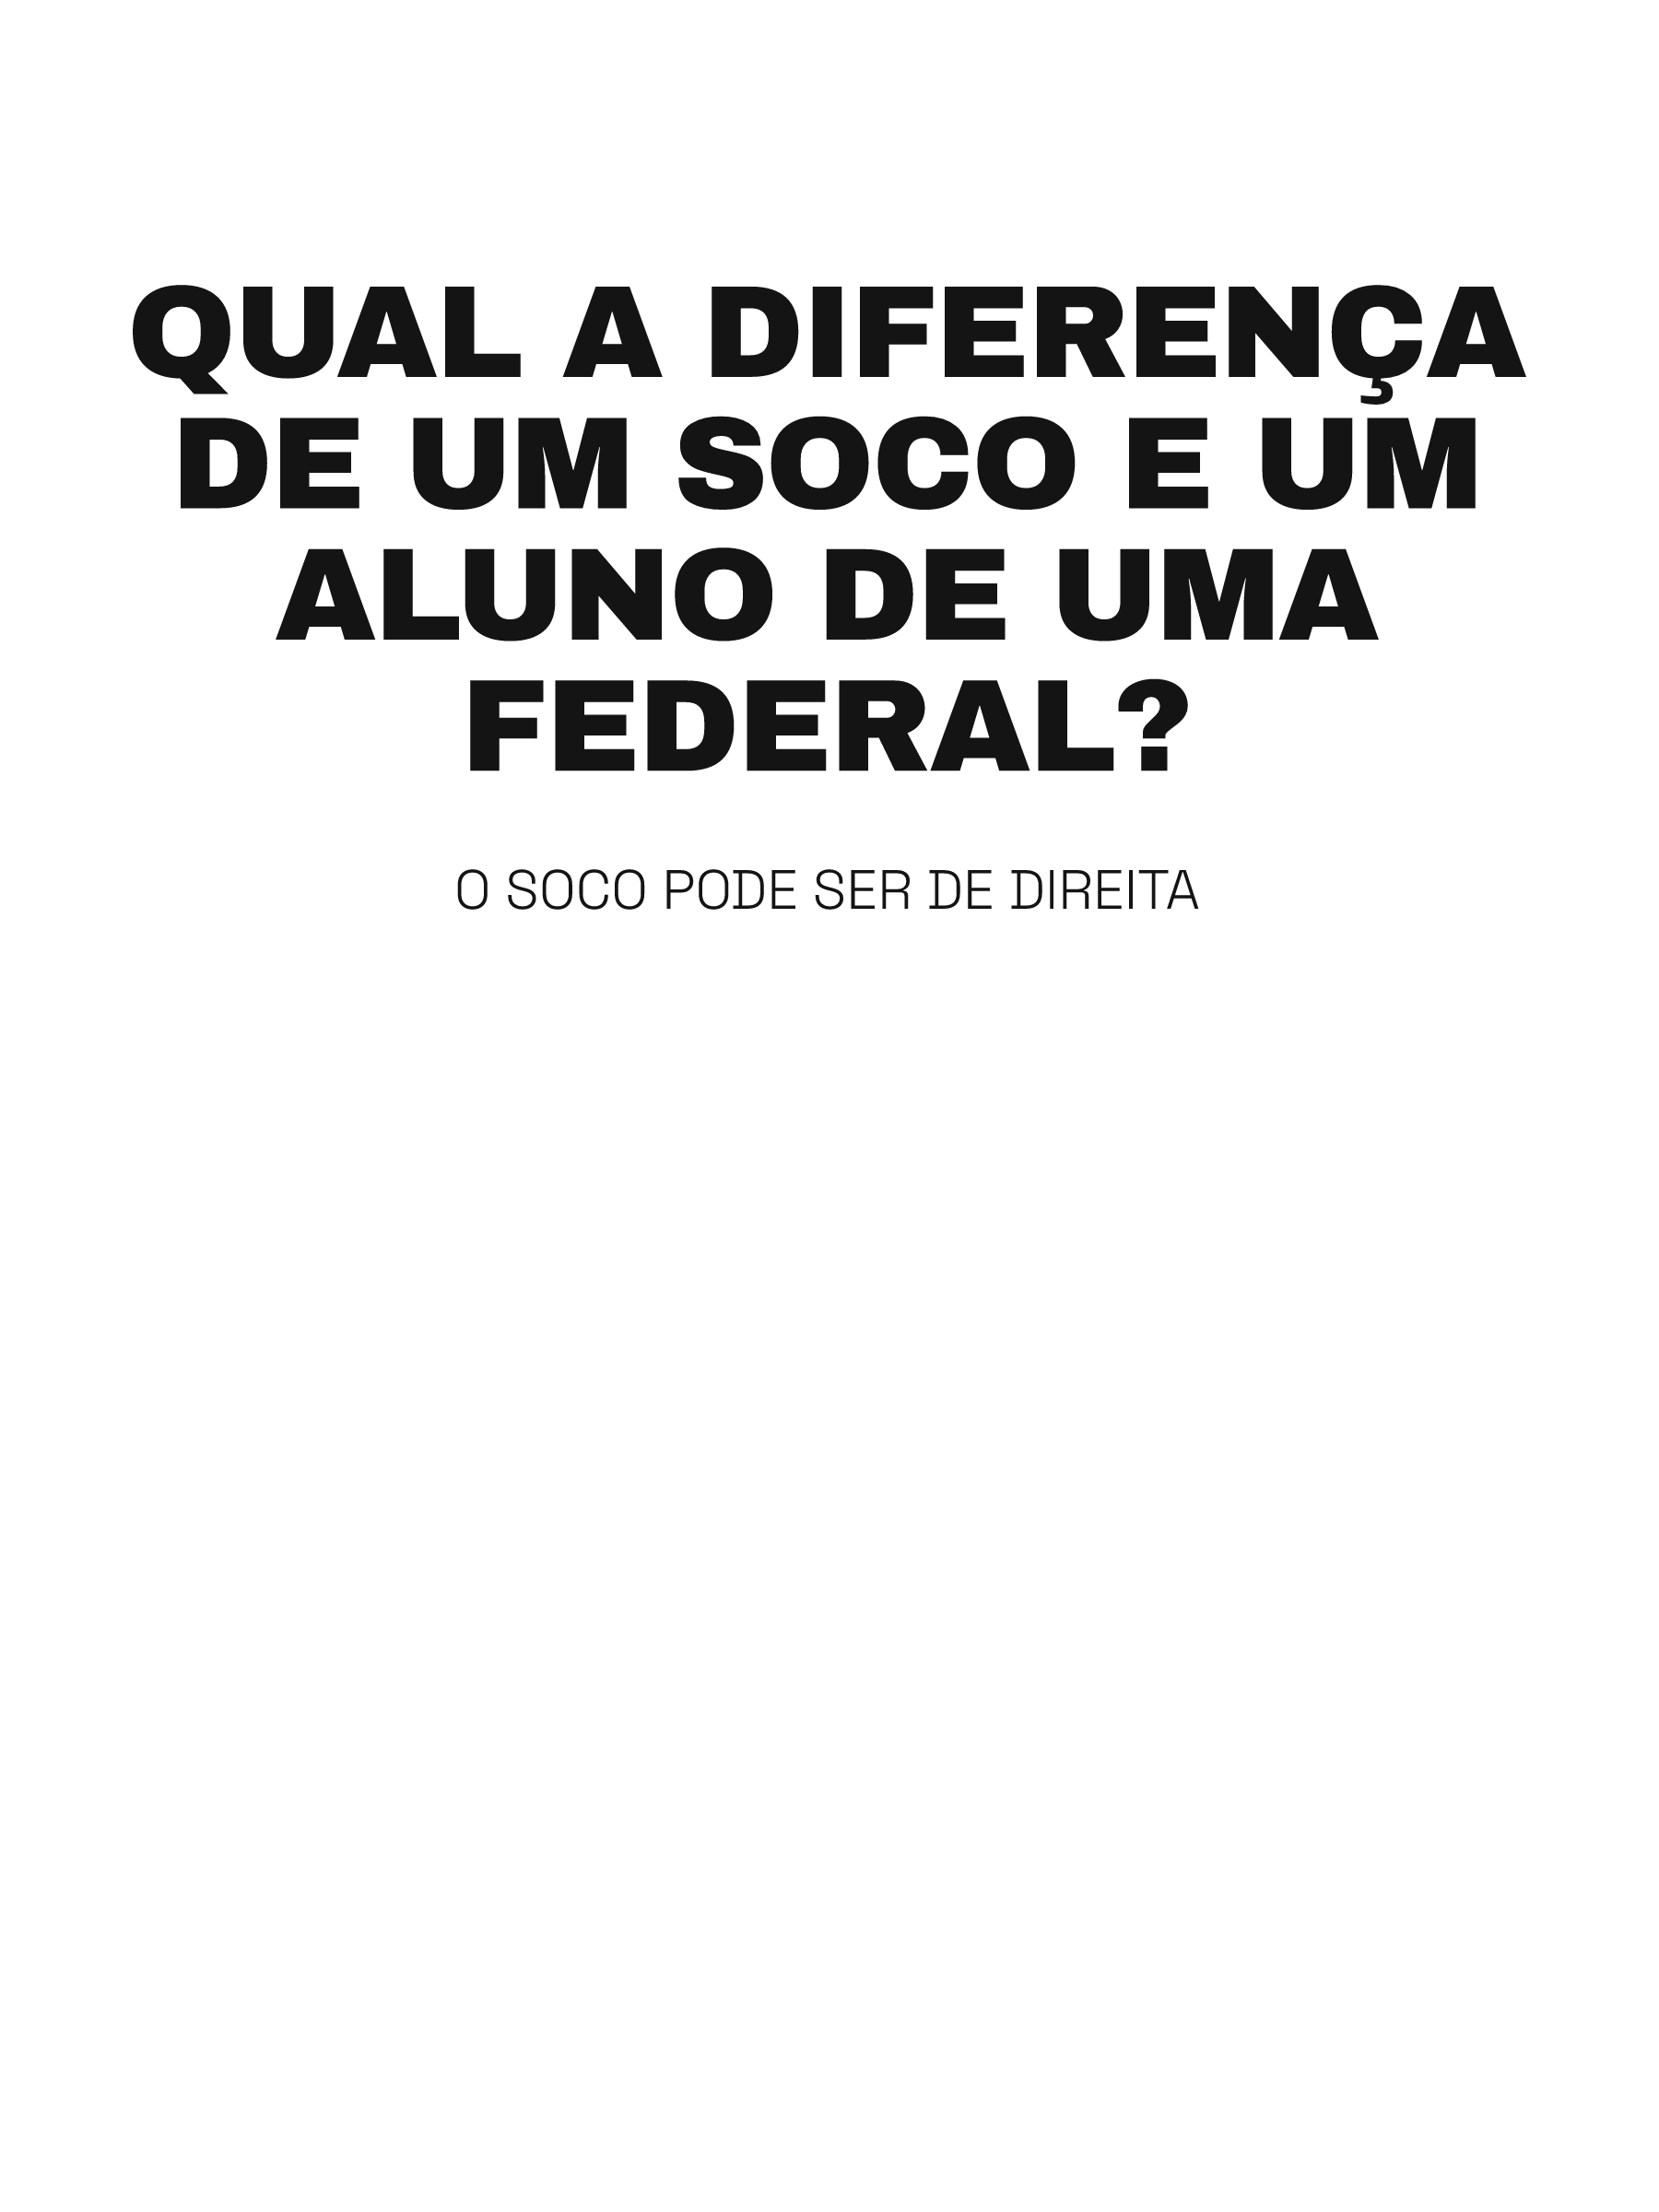 QUAL A DIFERENÇA
DE UM SOCO E UM
ALUNO DE UMA
FEDERAL?
O SOCO PODE SER DE DIREITA